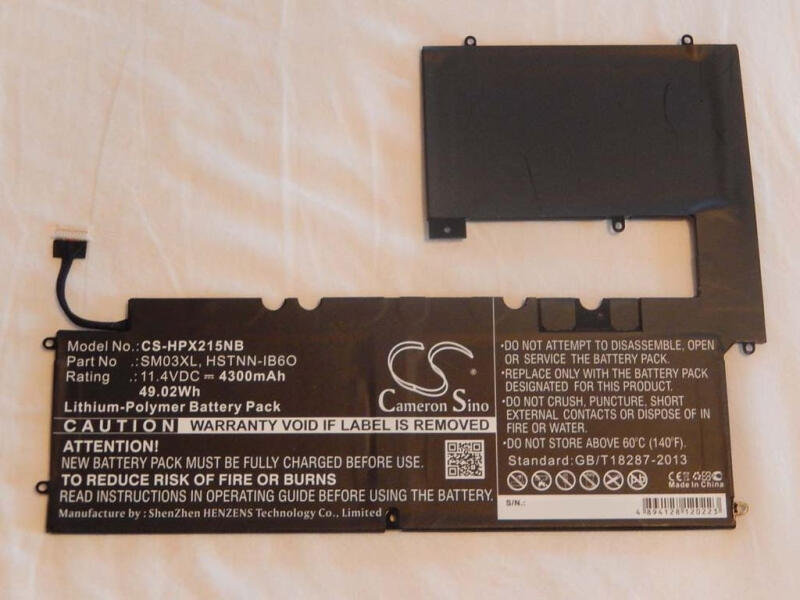 Model No.:CS-HPX215NB
Part No :SM03XL, HSTNN-IB6O
Rating :11.4VDC ⎓ 4300mAh
49.02Wh
Lithium-Polymer Battery Pack
CS
Cameron Sino
CAUTION WARRANTY VOID IF LABEL IS REMOVED
ATTENTION!
NEW BATTERY PACK MUST BE FULLY CHARGED BEFORE USE.
TO REDUCE RISK OF FIRE OR BURNS
READ INSTRUCTIONS IN OPERATING GUIDE BEFORE USING THE BATTERY.
Manufacture by: ShenZhen HENZENS Technology Co., Limited
•DO NOT ATTEMPT TO DISASSEMBLE, OPEN
OR SERVICE THE BATTERY PACK.
•REPLACE ONLY WITH THE BATTERY PACK
DESIGNATED FOR THIS PRODUCT.
•DO NOT CRUSH, PUNCTURE, SHORT
EXTERNAL CONTACTS OR DISPOSE OF IN
FIRE OR WATER.
•DO NOT STORE ABOVE 60°C (140°F)
Standard:GB/T18287-2013
CE
Made In China
S/N.:
4 894128 120223